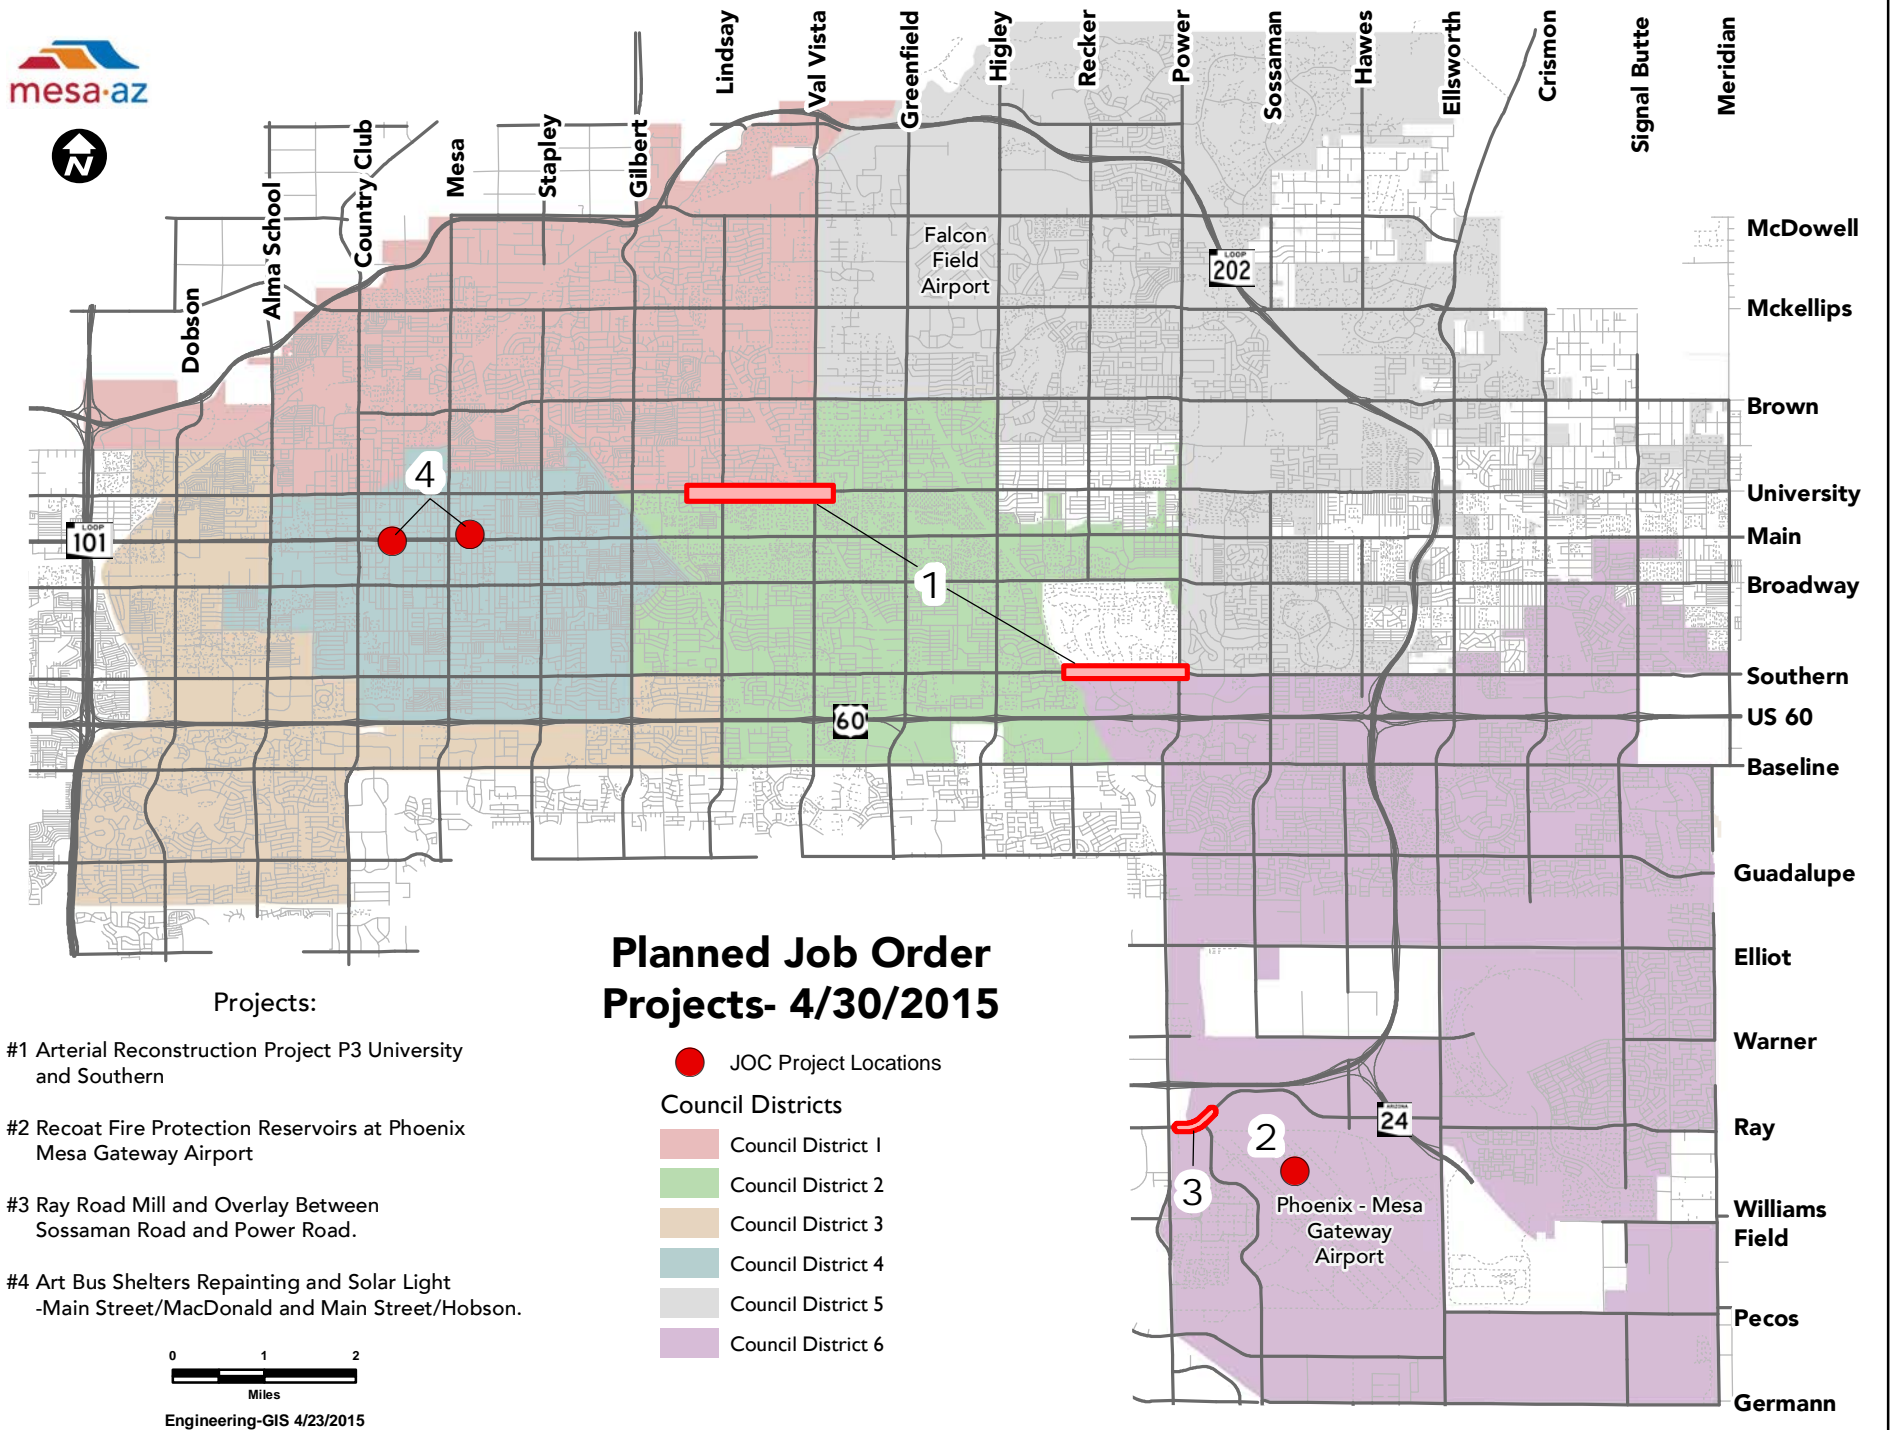 mesa·az
N
Dobson
Alma School
Country Club
Mesa
Stapley
Gilbert
Lindsay
Val Vista
Greenfield
Higley
Recker
Power
Sossaman
Hawes
Ellsworth
Crismon
Signal Butte
Meridian
McDowell
Mckellips
Brown
University
Main
Broadway
Southern
US 60
Baseline
Guadalupe
Elliot
Warner
Ray
Williams
Field
Pecos
Germann
Falcon
Field
Airport
LOOP
202
LOOP
101
60
ARIZONA
24
4
1
2
3
Phoenix - Mesa
Gateway
Airport
Planned Job Order
Projects- 4/30/2015
JOC Project Locations
Council Districts
Council District 1
Council District 2
Council District 3
Council District 4
Council District 5
Council District 6
Projects:
#1 Arterial Reconstruction Project P3 University
and Southern
#2 Recoat Fire Protection Reservoirs at Phoenix
Mesa Gateway Airport
#3 Ray Road Mill and Overlay Between
Sossaman Road and Power Road.
#4 Art Bus Shelters Repainting and Solar Light
-Main Street/MacDonald and Main Street/Hobson.
0 1 2
Miles
Engineering-GIS 4/23/2015